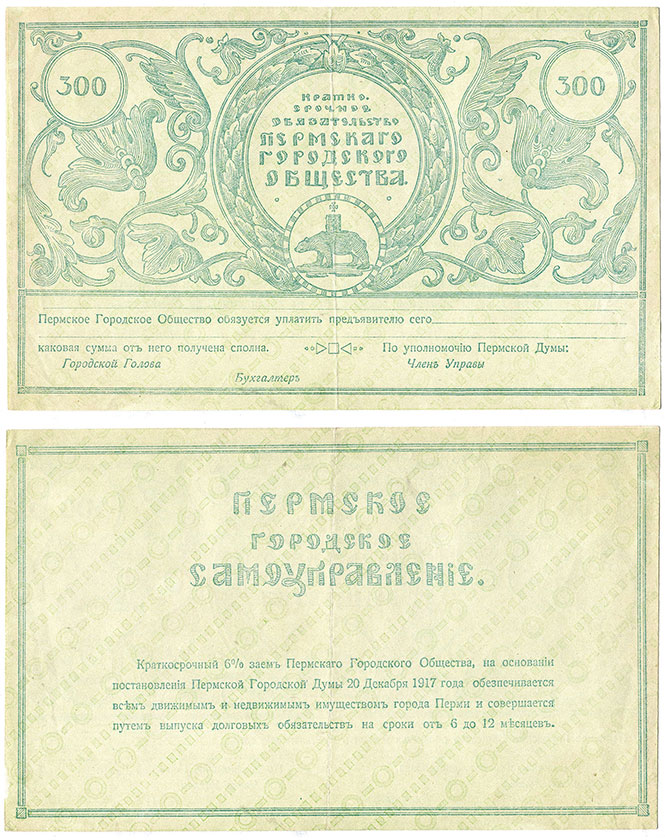 300
300
КРАТКО-
СРОЧНОЕ
ОБЯЗАТЕЛЬСТВО
ПЕРМСКАГО
ГОРОДСКОГО
ОБЩЕСТВА.
Пермское Городское Общество обязуется уплатить предъявителю сего
каковая сумма отъ него получена сполна. По уполномочію Пермской Думы:
Городской Голова Членъ Управы
Бухгалтеръ
ПЕРМСКОЕ
ГОРОДСКОЕ
САМОУПРАВЛЕНІЕ.
Краткосрочный 6% заемъ Пермскаго Городского Общества, на основаніи
постановленія Пермской Городской Думы 20 Декабря 1917 года обезпечивается
всѣмъ движимымъ и недвижимымъ имуществомъ города Перми и совершается
путемъ выпуска долговыхъ обязательствъ на сроки отъ 6 до 12 мѣсяцевъ.